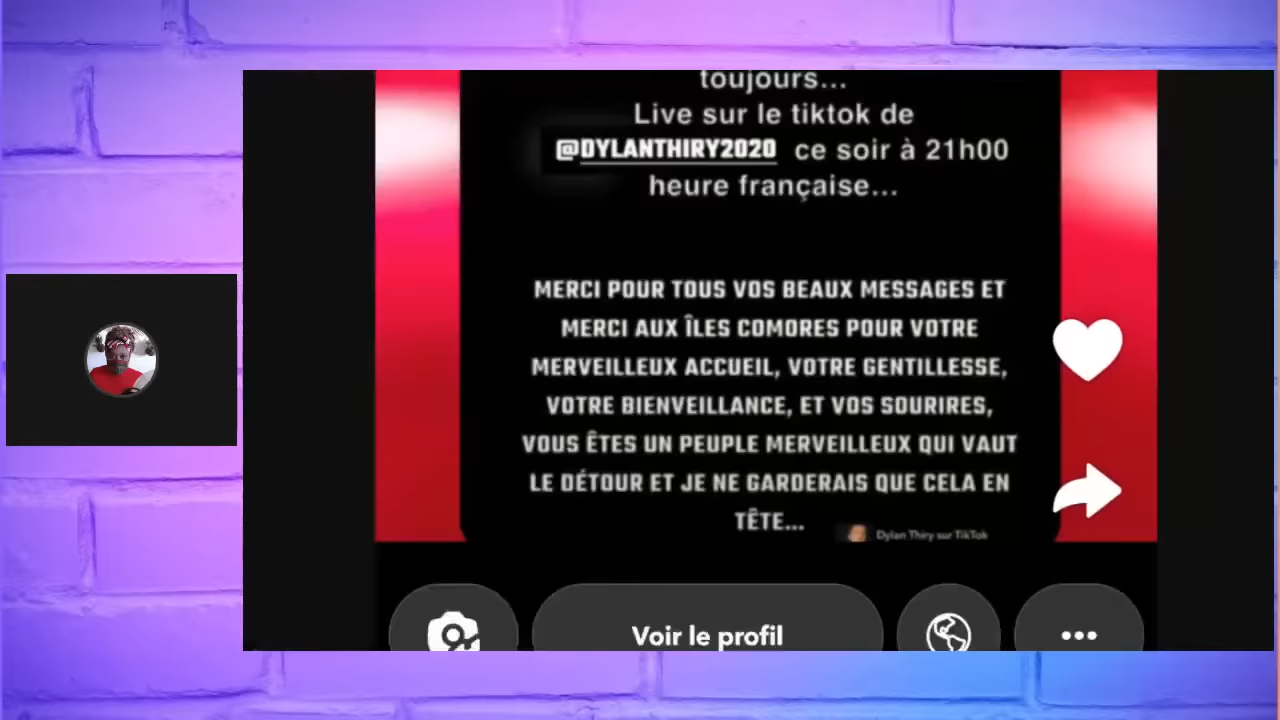 toujours...
Live sur le tiktok de
@DYLANTHIRY2020 ce soir à 21h00
heure française...
MERCI POUR TOUS VOS BEAUX MESSAGES ET
MERCI AUX ÎLES COMORES POUR VOTRE
MERVEILLEUX ACCUEIL, VOTRE GENTILLESSE,
VOTRE BIENVEILLANCE, ET VOS SOURIRES,
VOUS ÊTES UN PEUPLE MERVEILLEUX QUI VAUT
LE DÉTOUR ET JE NE GARDERAIS QUE CELA EN
TÊTE...
Dylan Thiry sur TikTok
Voir le profil